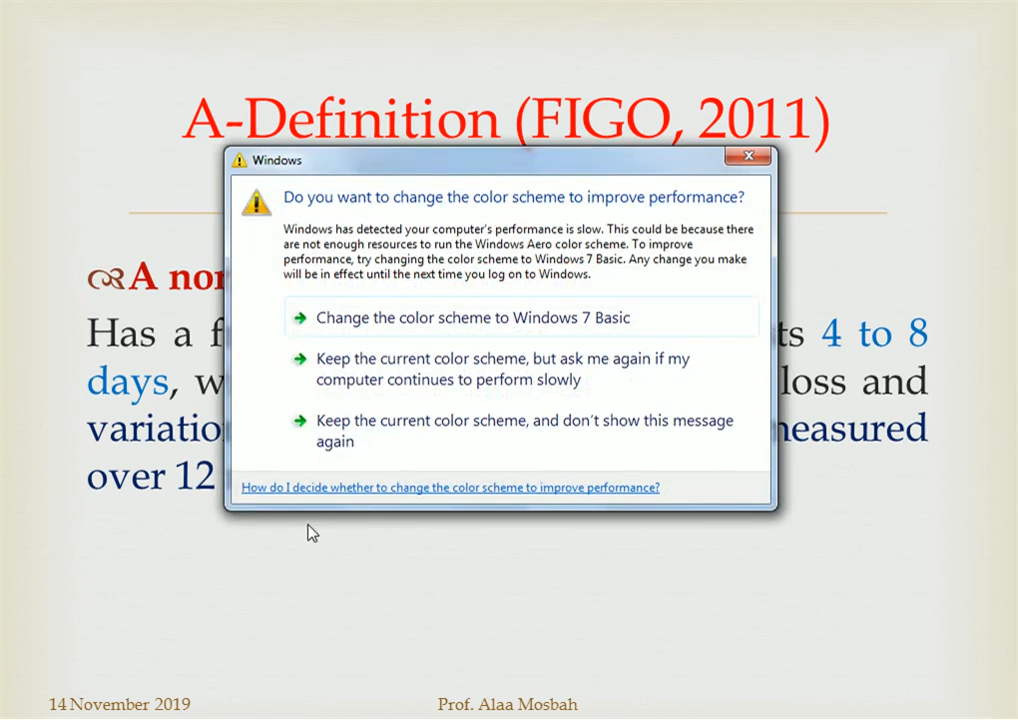 A-Definition (FIGO, 2011)
Windows
Do you want to change the color scheme to improve performance?
Windows has detected your computer's performance is slow. This could be because there
are not enough resources to run the Windows Aero color scheme. To improve
performance, try changing the color scheme to Windows 7 Basic. Any change you make
will be in effect until the next time you log on to Windows.
Change the color scheme to Windows 7 Basic
Keep the current color scheme, but ask me again if my
computer continues to perform slowly
Keep the current color scheme, and don't show this message
again
How do I decide whether to change the color scheme to improve performance?
A
Has a 4 to 8
days, loss and
measured
over 12
14 November 2019
Prof. Alaa Mosbah